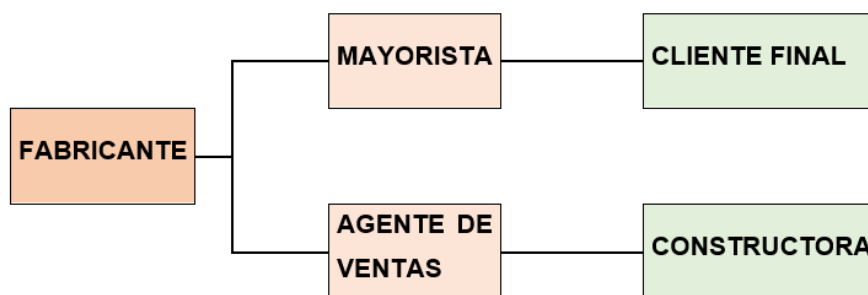 MAYORISTA
CLIENTE FINAL
FABRICANTE
AGENTE DE
VENTAS
CONSTRUCTORA